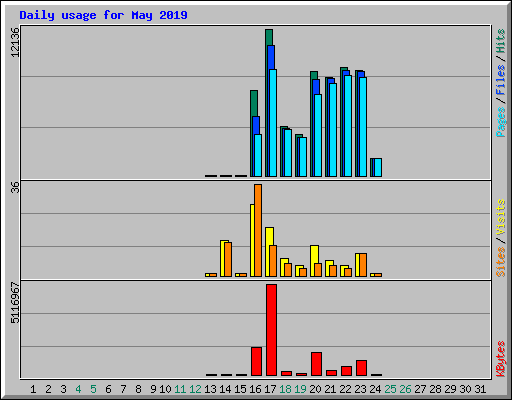 Daily usage for May 2019
12136
Pages / Files / Hits
36
Sites / Visits
5116967
KBytes
1 2 3 4 5 6 7 8 9 10 11 12 13 14 15 16 17 18 19 20 21 22 23 24 25 26 27 28 29 30 31